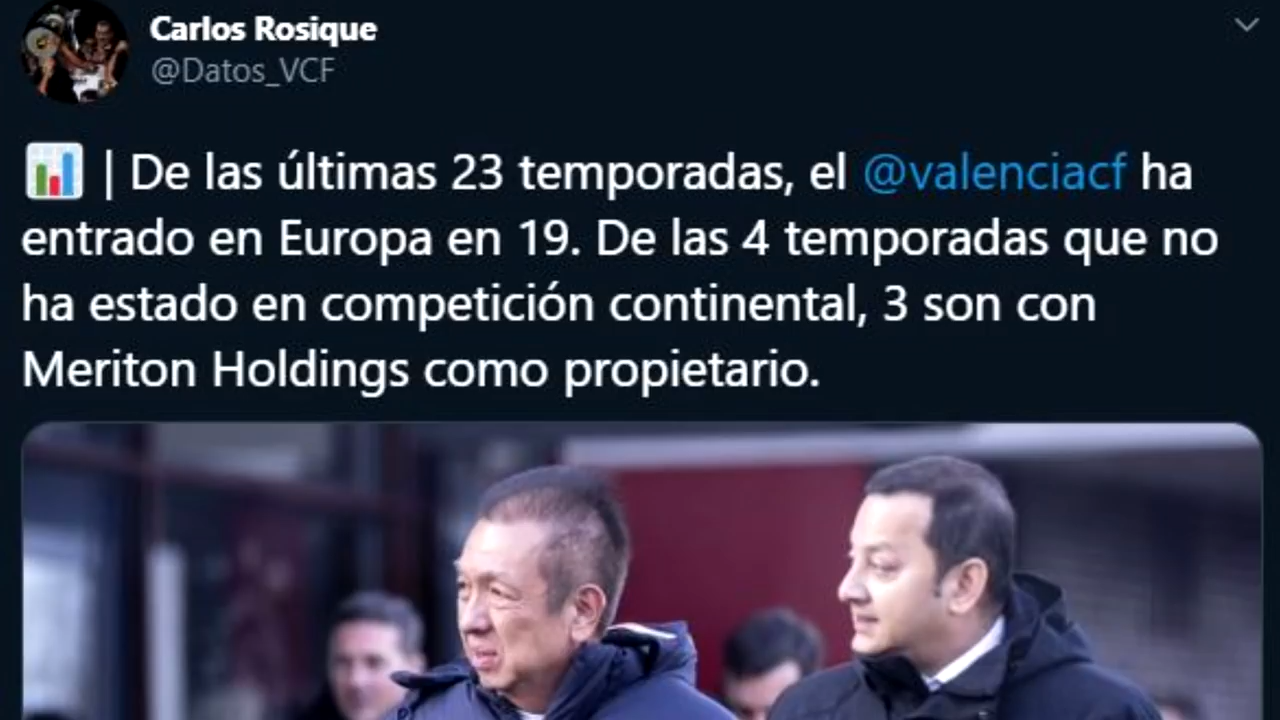 Carlos Rosique
@Datos_VCF
📊 | De las últimas 23 temporadas, el @valenciacf ha
entrado en Europa en 19. De las 4 temporadas que no
ha estado en competición continental, 3 son con
Meriton Holdings como propietario.